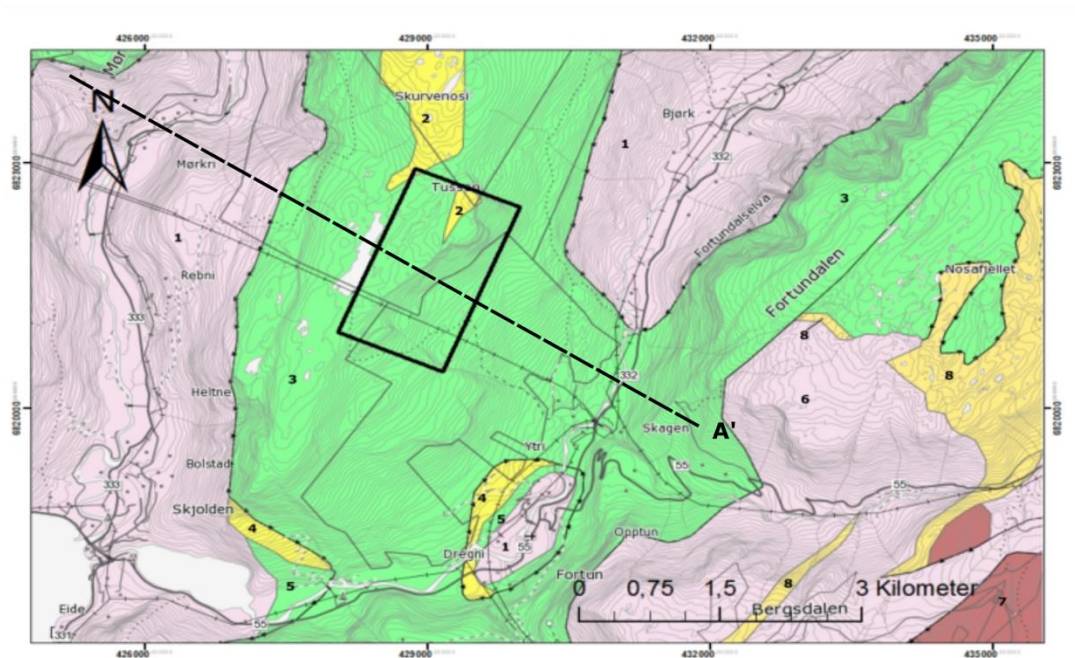 426000 429000 432000 435000
Mor
N
Skurvenosi
2
Bjørk
1
332
Mørkri
6823000
6823000
Tussen
2
3
1
Fortundalselva
Rebni
Fortundalen
Nosafjellet
333
8
3
8
332
6
Heltne
6820000
6820000
Skagen
A'
Ytri
55
Bolstad
333
55
4
Skjolden
4
5
Opptun
1
55
Dregni
Fortun
5
0 0,75 1,5 3 Kilometer
8
7
Eide
Bergsdalen
55
331
426000 429000 432000 435000